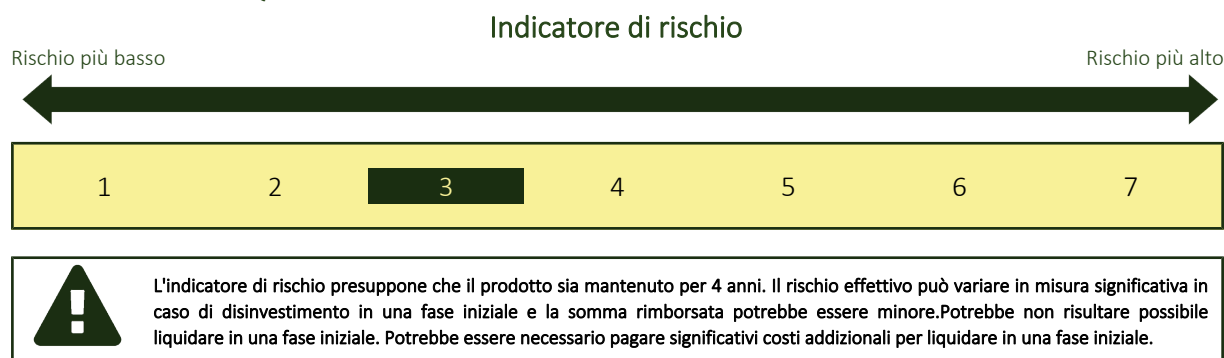 Indicatore di rischio
Rischio più basso
Rischio più alto
1 2 3 4 5 6 7
L'indicatore di rischio presuppone che il prodotto sia mantenuto per 4 anni. Il rischio effettivo può variare in misura significativa in
caso di disinvestimento in una fase iniziale e la somma rimborsata potrebbe essere minore.Potrebbe non risultare possibile
liquidare in una fase iniziale. Potrebbe essere necessario pagare significativi costi addizionali per liquidare in una fase iniziale.